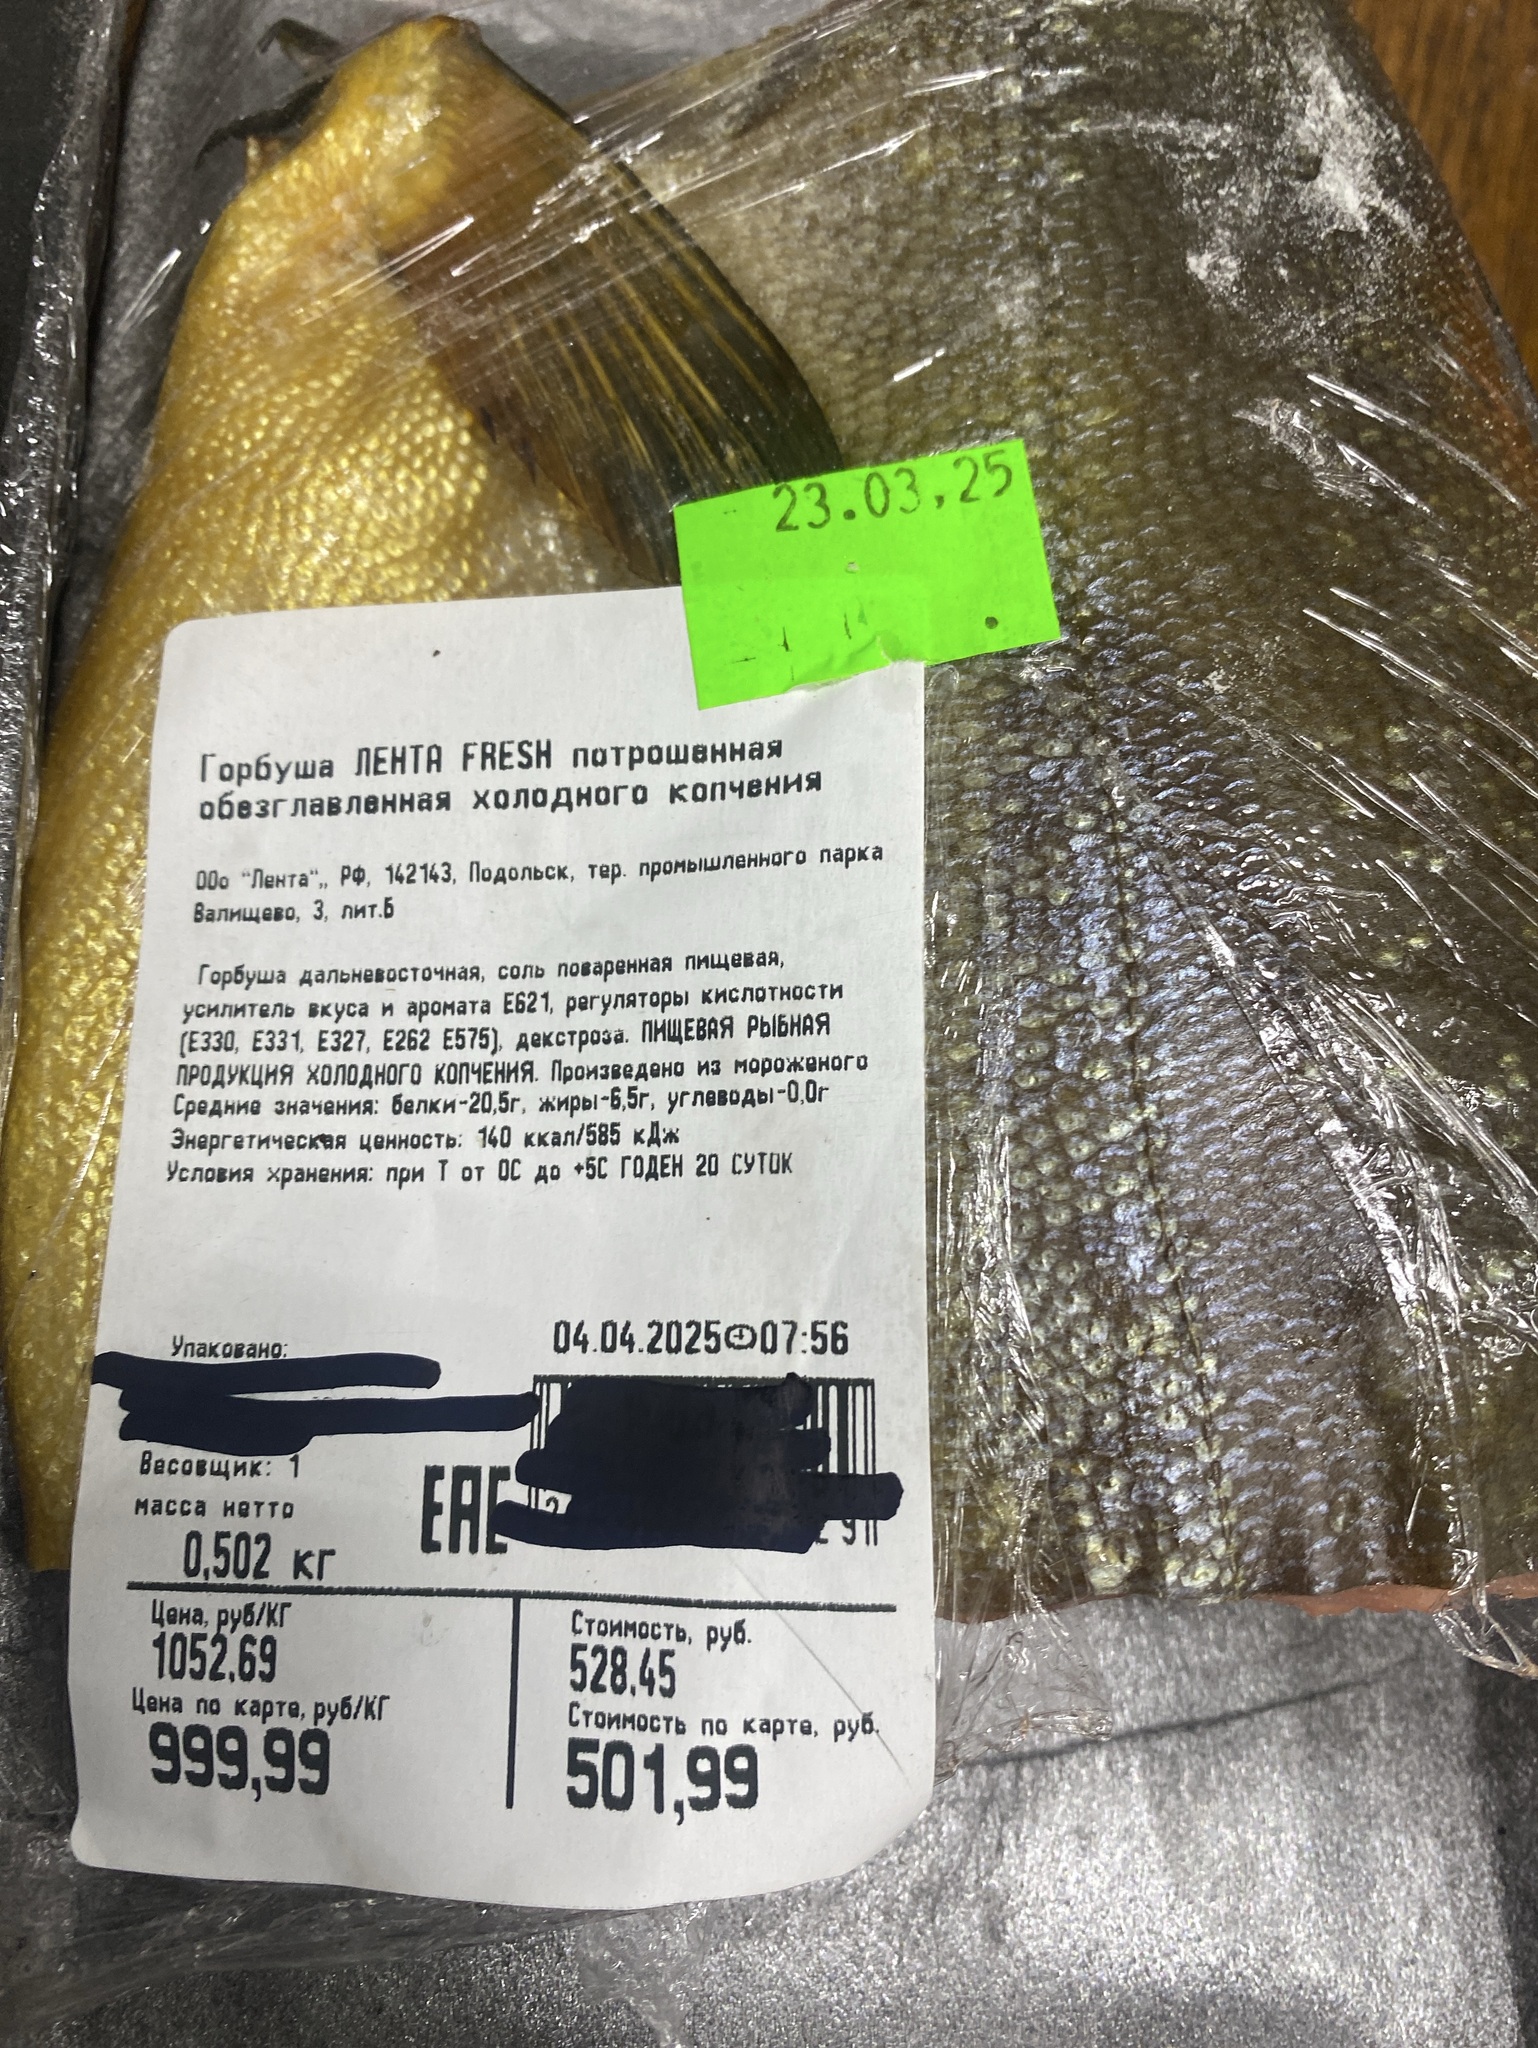 23.03.25
Горбуша ЛЕНТА FRESH потрошенная
обезглавленная холодного копчения
ООо "Лента",, РФ, 142143, Подольск, тер. промышленного парка
Валищево, 3, лит.Б
Горбуша дальневосточная, соль поваренная пищевая,
усилитель вкуса и аромата Е621, регуляторы кислотности
(Е330, Е331, Е327, Е262 Е575), декстроза. ПИЩЕВАЯ РЫБНАЯ
ПРОДУКЦИЯ ХОЛОДНОГО КОПЧЕНИЯ. Произведено из мороженого
Средние значения: белки-20,5г, жиры-6,5г, углеводы-0,0г
Энергетическая ценность: 140 ккал/585 кДж
Условия хранения: при Т от 0С до +5С ГОДЕН 20 СУТОК
Упаковано:
04.04.2025 07:56
Весовщик: 1
масса нетто
0,502 кг
EAC
Цена, руб/КГ
1052.69
Цена по карте, руб/КГ
999,99
Стоимость, руб.
528.45
Стоимость по карте, руб.
501,99